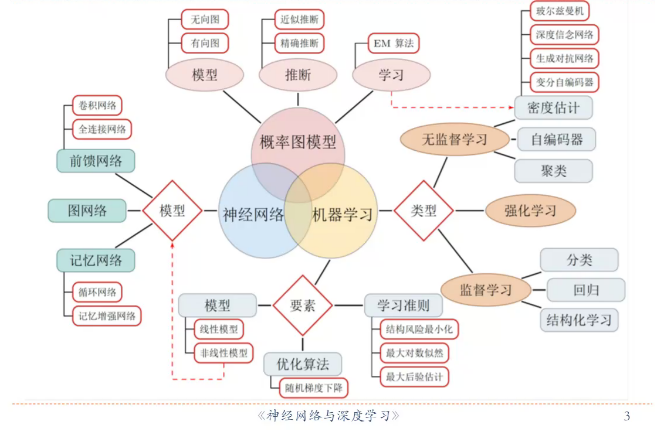 无向图
有向图
近似推断
精确推断
EM 算法
模型
推断
学习
玻尔兹曼机
深度信念网络
生成对抗网络
变分自编码器
密度估计
无监督学习
自编码器
聚类
概率图模型
神经网络
机器学习
卷积网络
全连接网络
前馈网络
图网络
记忆网络
循环网络
记忆增强网络
模型
类型
强化学习
监督学习
分类
回归
结构化学习
模型
线性模型
非线性模型
要素
优化算法
随机梯度下降
学习准则
结构风险最小化
最大对数似然
最大后验估计
《神经网络与深度学习》
3